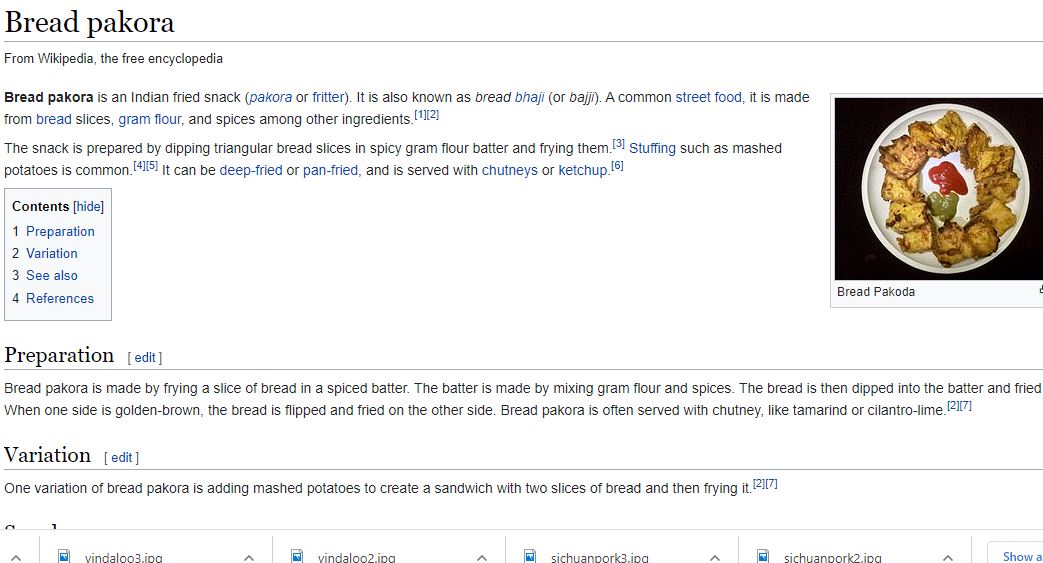 Bread pakora
From Wikipedia, the free encyclopedia
Bread pakora is an Indian fried snack (pakora or fritter). It is also known as bread bhaji (or bajji). A common street food, it is made
from bread slices, gram flour, and spices among other ingredients.[1][2]
The snack is prepared by dipping triangular bread slices in spicy gram flour batter and frying them.[3] Stuffing such as mashed
potatoes is common.[4][5] It can be deep-fried or pan-fried, and is served with chutneys or ketchup.[6]
Bread Pakoda
Contents [hide]
1 Preparation
2 Variation
3 See also
4 References
Preparation [ edit ]
Bread pakora is made by frying a slice of bread in a spiced batter. The batter is made by mixing gram flour and spices. The bread is then dipped into the batter and fried
When one side is golden-brown, the bread is flipped and fried on the other side. Bread pakora is often served with chutney, like tamarind or cilantro-lime.[2][7]
Variation [ edit ]
One variation of bread pakora is adding mashed potatoes to create a sandwich with two slices of bread and then frying it.[2][7]
vindaloo3.jpg
vindaloo2.jpg
sichuanpork3.jpg
sichuanpork2.jpg
Show a